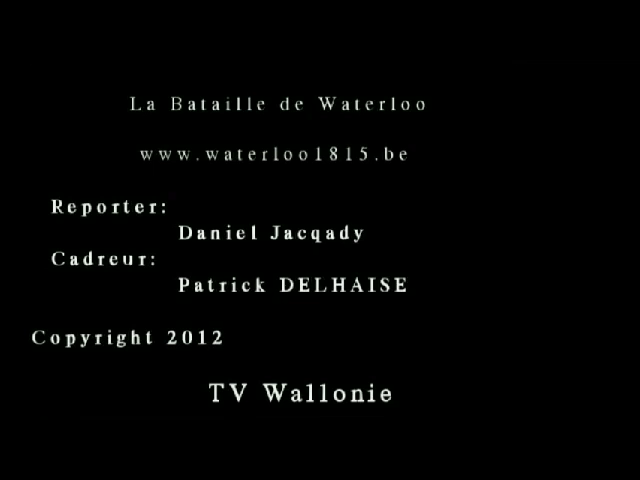 La Bataille de Waterloo
www.waterloo1815.be
Reporter:
Daniel Jacqady
Cadreur:
Patrick DELHAISE
Copyright 2012
TV Wallonie